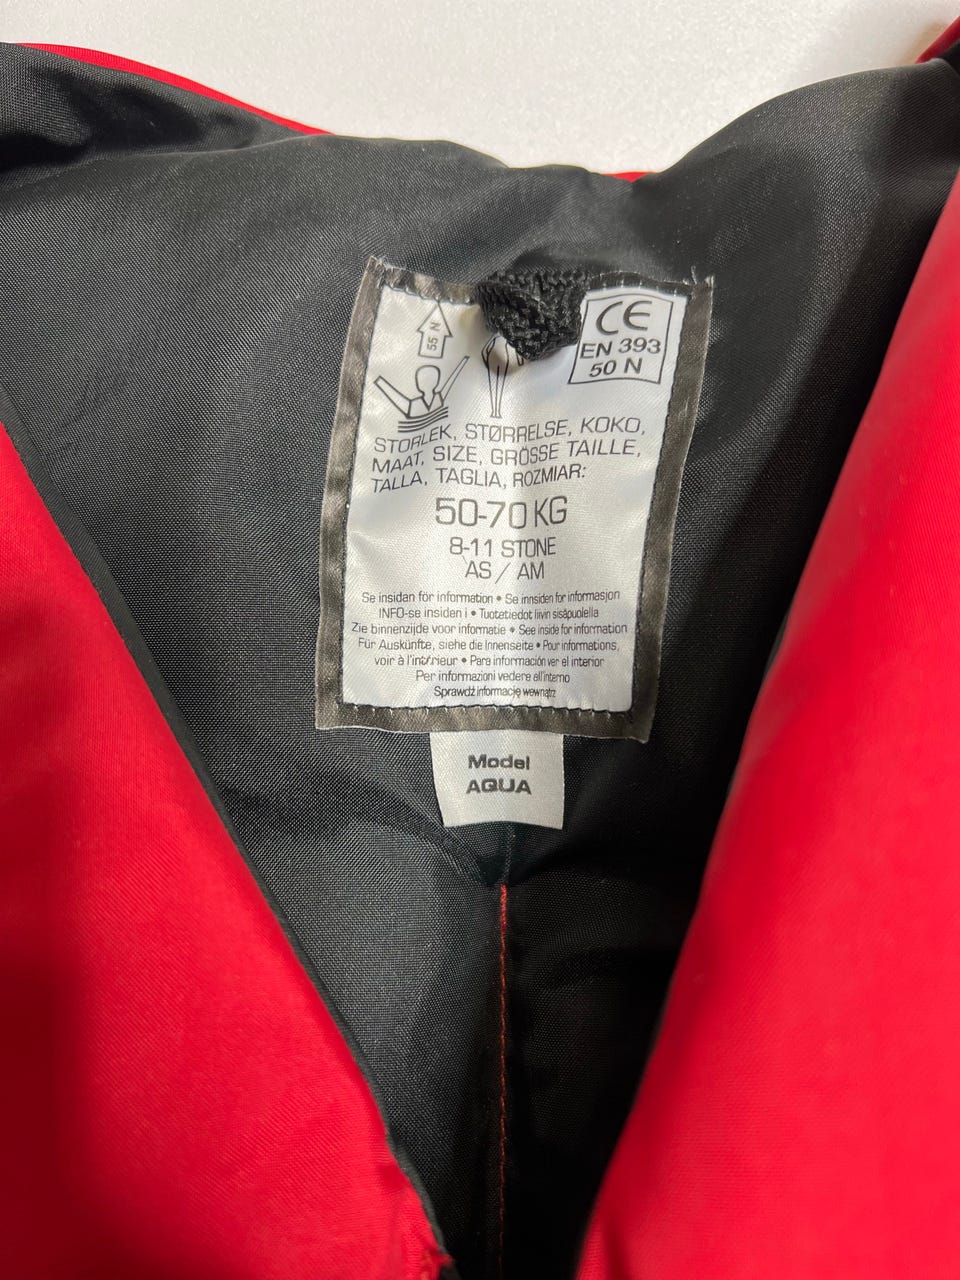 55 N
CE
EN 393
50 N
STORLEK, STØRRELSE, KOKO,
MAAT, SIZE, GRÖSSE TAILLE,
TALLA, TAGLIA, ROZMIAR:
50-70 KG
8-11 STONE
AS / AM
Se insidan för information • Se innsiden for informasjon
INFO-se insiden i • Tuotetiedot liivin sisäpuolella
Zie binnenzijde voor informatie • See inside for information
Für Auskünfte, siehe die Innenseite • Pour informations,
voir à l'intérieur • Para información ver el interior
Per informazioni vedere all'interno
Sprawdź informację wewnątrz
Model
AQUA